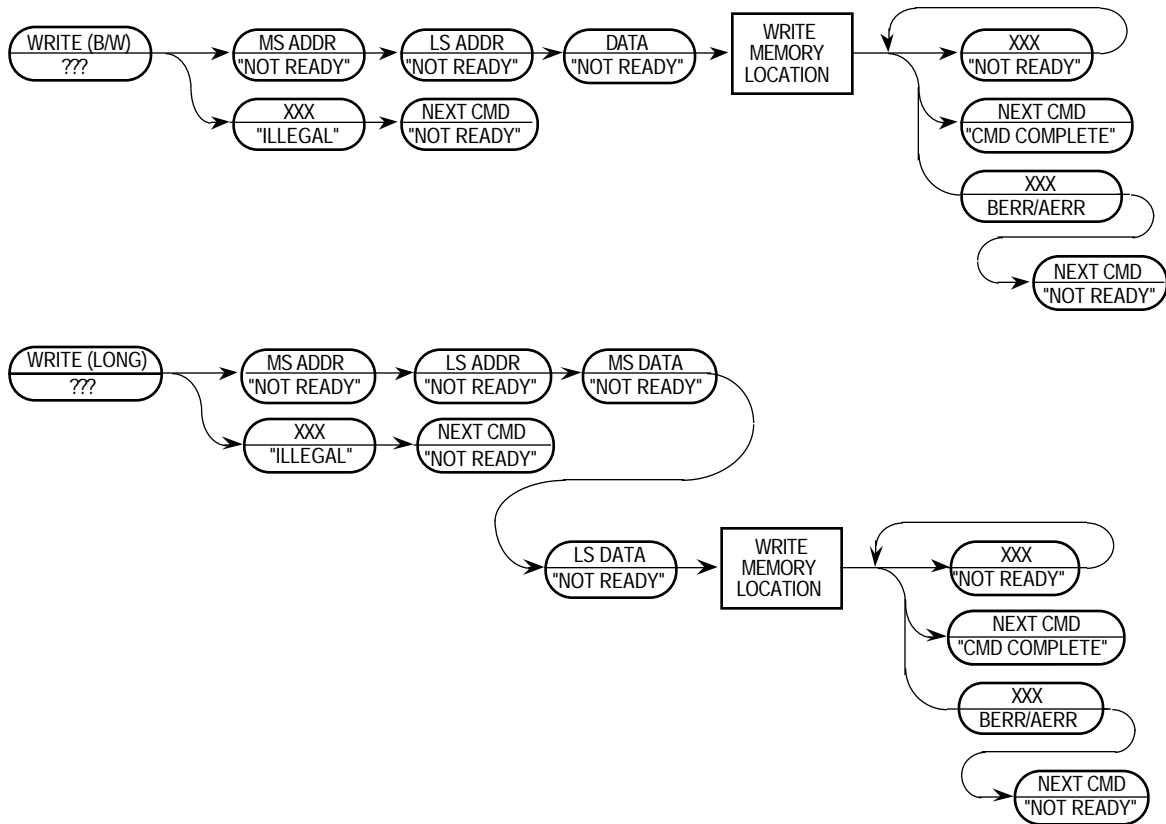 WRITE (B/W)
???
MS ADDR
"NOT READY"
LS ADDR
"NOT READY"
DATA
"NOT READY"
WRITE
MEMORY
LOCATION
XXX
"NOT READY"
XXX
"ILLEGAL"
NEXT CMD
"NOT READY"
NEXT CMD
"CMD COMPLETE"
XXX
BERR/AERR
NEXT CMD
"NOT READY"
WRITE (LONG)
???
MS ADDR
"NOT READY"
LS ADDR
"NOT READY"
MS DATA
"NOT READY"
XXX
"ILLEGAL"
NEXT CMD
"NOT READY"
LS DATA
"NOT READY"
WRITE
MEMORY
LOCATION
XXX
"NOT READY"
NEXT CMD
"CMD COMPLETE"
XXX
BERR/AERR
NEXT CMD
"NOT READY"